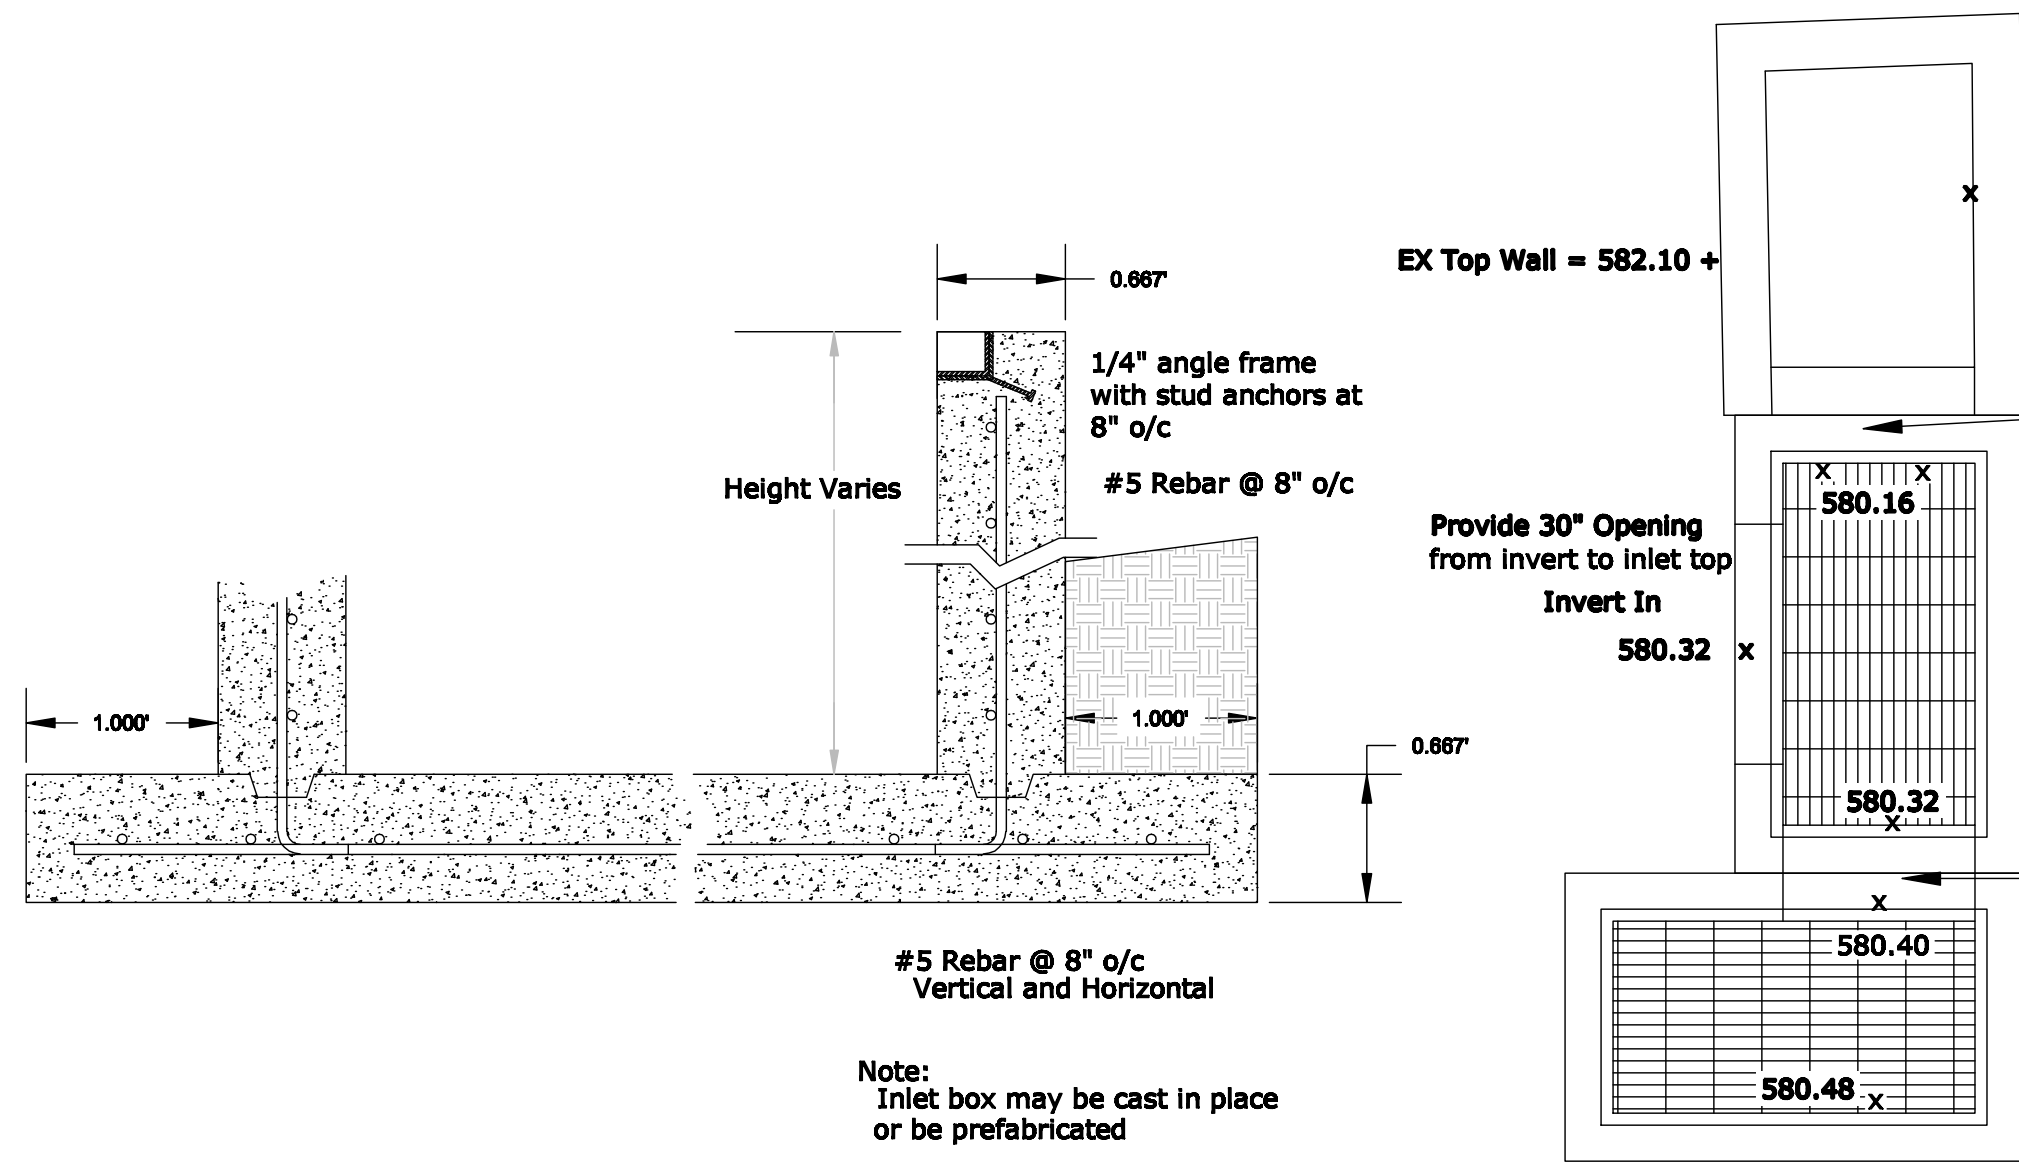 0.667'
1/4" angle frame
with stud anchors at
8" o/c
#5 Rebar @ 8" o/c
Height Varies
1.000'
1.000'
0.667'
#5 Rebar @ 8" o/c
Vertical and Horizontal
Note:
Inlet box may be cast in place
or be prefabricated
x
EX Top Wall = 582.10 +
x x
580.16
Provide 30" Opening
from invert to inlet top
Invert In
580.32 x
580.32
x
x
580.40
580.48 x